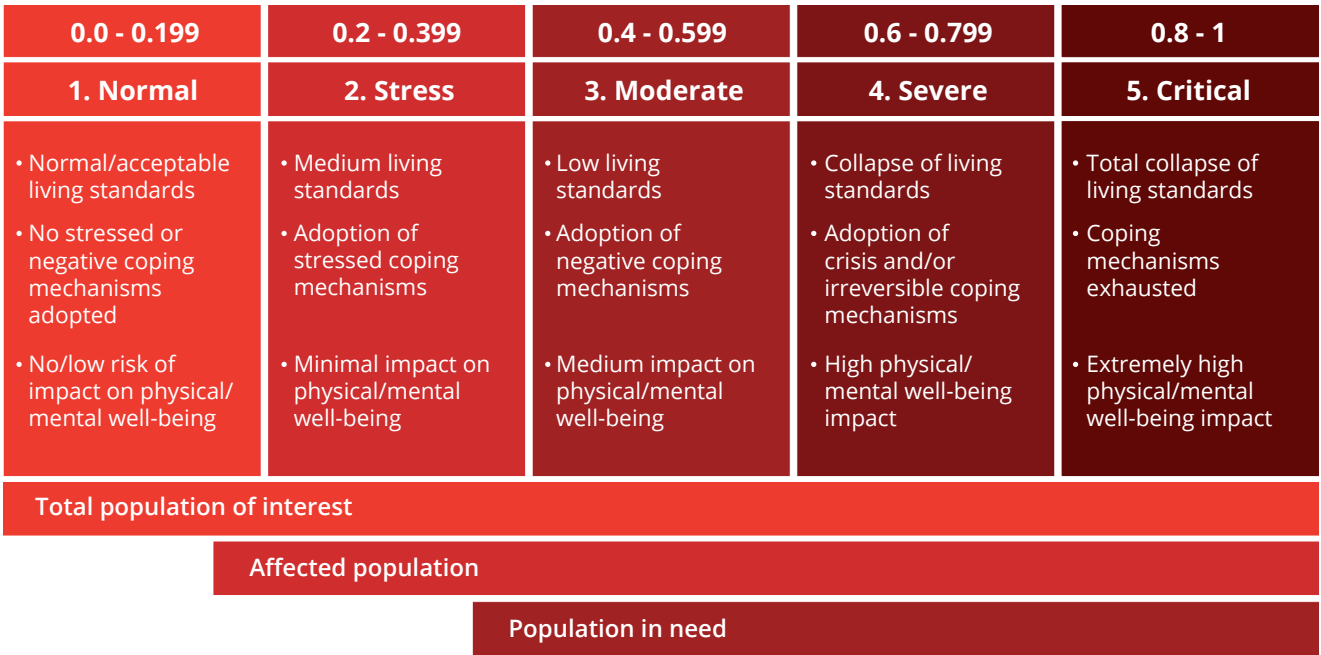 0.0 - 0.199
0.2 - 0.399
0.4 - 0.599
0.6 - 0.799
0.8 - 1
1. Normal
2. Stress
3. Moderate
4. Severe
5. Critical
• Normal/acceptable
living standards
• No stressed or
negative coping
mechanisms
adopted
• No/low risk of
impact on physical/
mental well-being
• Medium living
standards
• Adoption of
stressed coping
mechanisms
• Minimal impact on
physical/mental
well-being
• Low living
standards
• Adoption of
negative coping
mechanisms
• Medium impact on
physical/mental
well-being
• Collapse of living
standards
• Adoption of
crisis and/or
irreversible coping
mechanisms
• High physical/
mental well-being
impact
• Total collapse of
living standards
• Coping
mechanisms
exhausted
• Extremely high
physical/mental
well-being impact
Total population of interest
Affected population
Population in need